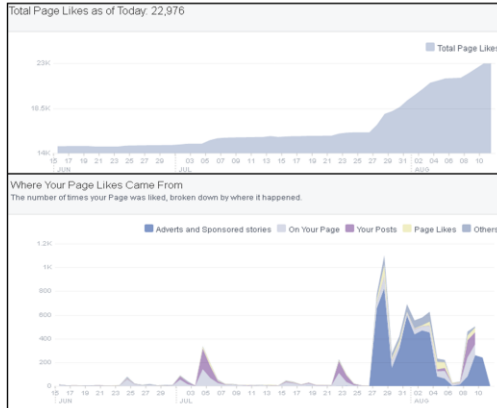 Total Page Likes as of Today: 22,976
Total Page Likes
23K
18.5K
14K
15 17 19 21 23 25 27 29 01 03 05 07 09 11 13 15 17 19 21 23 25 27 29 31 02 04 06 08 10
JUN JUL AUG
Where Your Page Likes Came From
The number of times your Page was liked, broken down by where it happened.
Adverts and Sponsored stories On Your Page Your Posts Page Likes Others
1.2K
1K
800
600
400
200
0
15 17 19 21 23 25 27 29 01 03 05 07 09 11 13 15 17 19 21 23 25 27 29 31 02 04 06 08 10
JUN JUL AUG